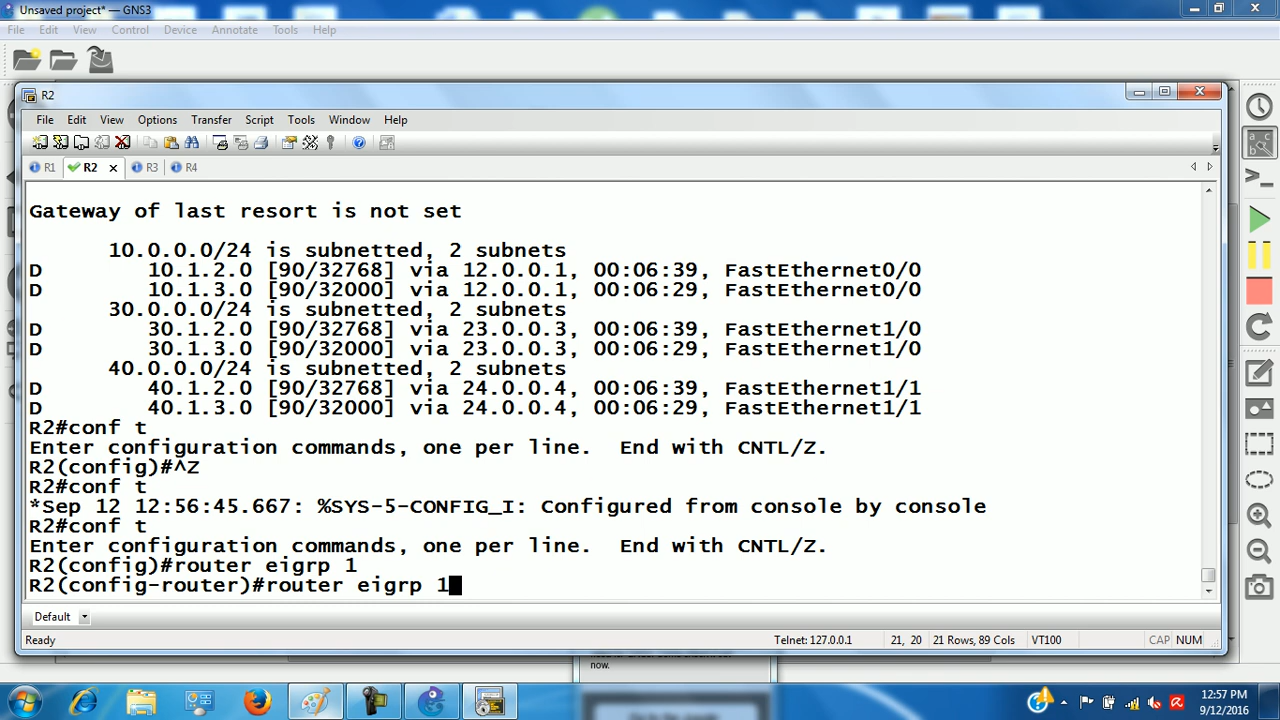 Unsaved project* — GNS3
File Edit View Control Device Annotate Tools Help
R2
File Edit View Options Transfer Script Tools Window Help
R1 R2 R3 R4
Gateway of last resort is not set
10.0.0.0/24 is subnetted, 2 subnets
D 10.1.2.0 [90/32768] via 12.0.0.1, 00:06:39, FastEthernet0/0
D 10.1.3.0 [90/32000] via 12.0.0.1, 00:06:29, FastEthernet0/0
30.0.0.0/24 is subnetted, 2 subnets
D 30.1.2.0 [90/32768] via 23.0.0.3, 00:06:39, FastEthernet1/0
D 30.1.3.0 [90/32000] via 23.0.0.3, 00:06:29, FastEthernet1/0
40.0.0.0/24 is subnetted, 2 subnets
D 40.1.2.0 [90/32768] via 24.0.0.4, 00:06:39, FastEthernet1/1
D 40.1.3.0 [90/32000] via 24.0.0.4, 00:06:29, FastEthernet1/1
R2#conf t
Enter configuration commands, one per line. End with CNTL/Z.
R2(config)#^Z
R2#conf t
*Sep 12 12:56:45.667: %SYS-5-CONFIG_I: Configured from console by console
R2#conf t
Enter configuration commands, one per line. End with CNTL/Z.
R2(config)#router eigrp 1
R2(config-router)#router eigrp 1
Default
Ready Telnet: 127.0.0.1 21, 20 21 Rows, 89 Cols VT100 CAP NUM
now.
12:57 PM
9/12/2016